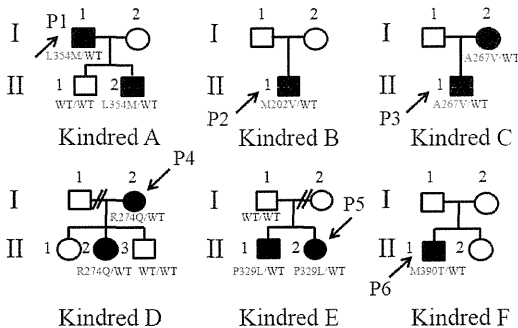 P1 1 2 1 2 1 2
I
L354M/WT A267V/WT
II 1 2 1 1
WT/WT L354M/WT P2 M202V/WT P3 A267V/WT
Kindred A Kindred B Kindred C
1 2 P4 1 2 1 2
I
R274Q/WT WT/WT P5
II 1 2 3 II 1 2 II 1 2
R274Q/WT WT/WT P329L/WT P329L/WT P6 M390T/WT
Kindred D Kindred E Kindred F